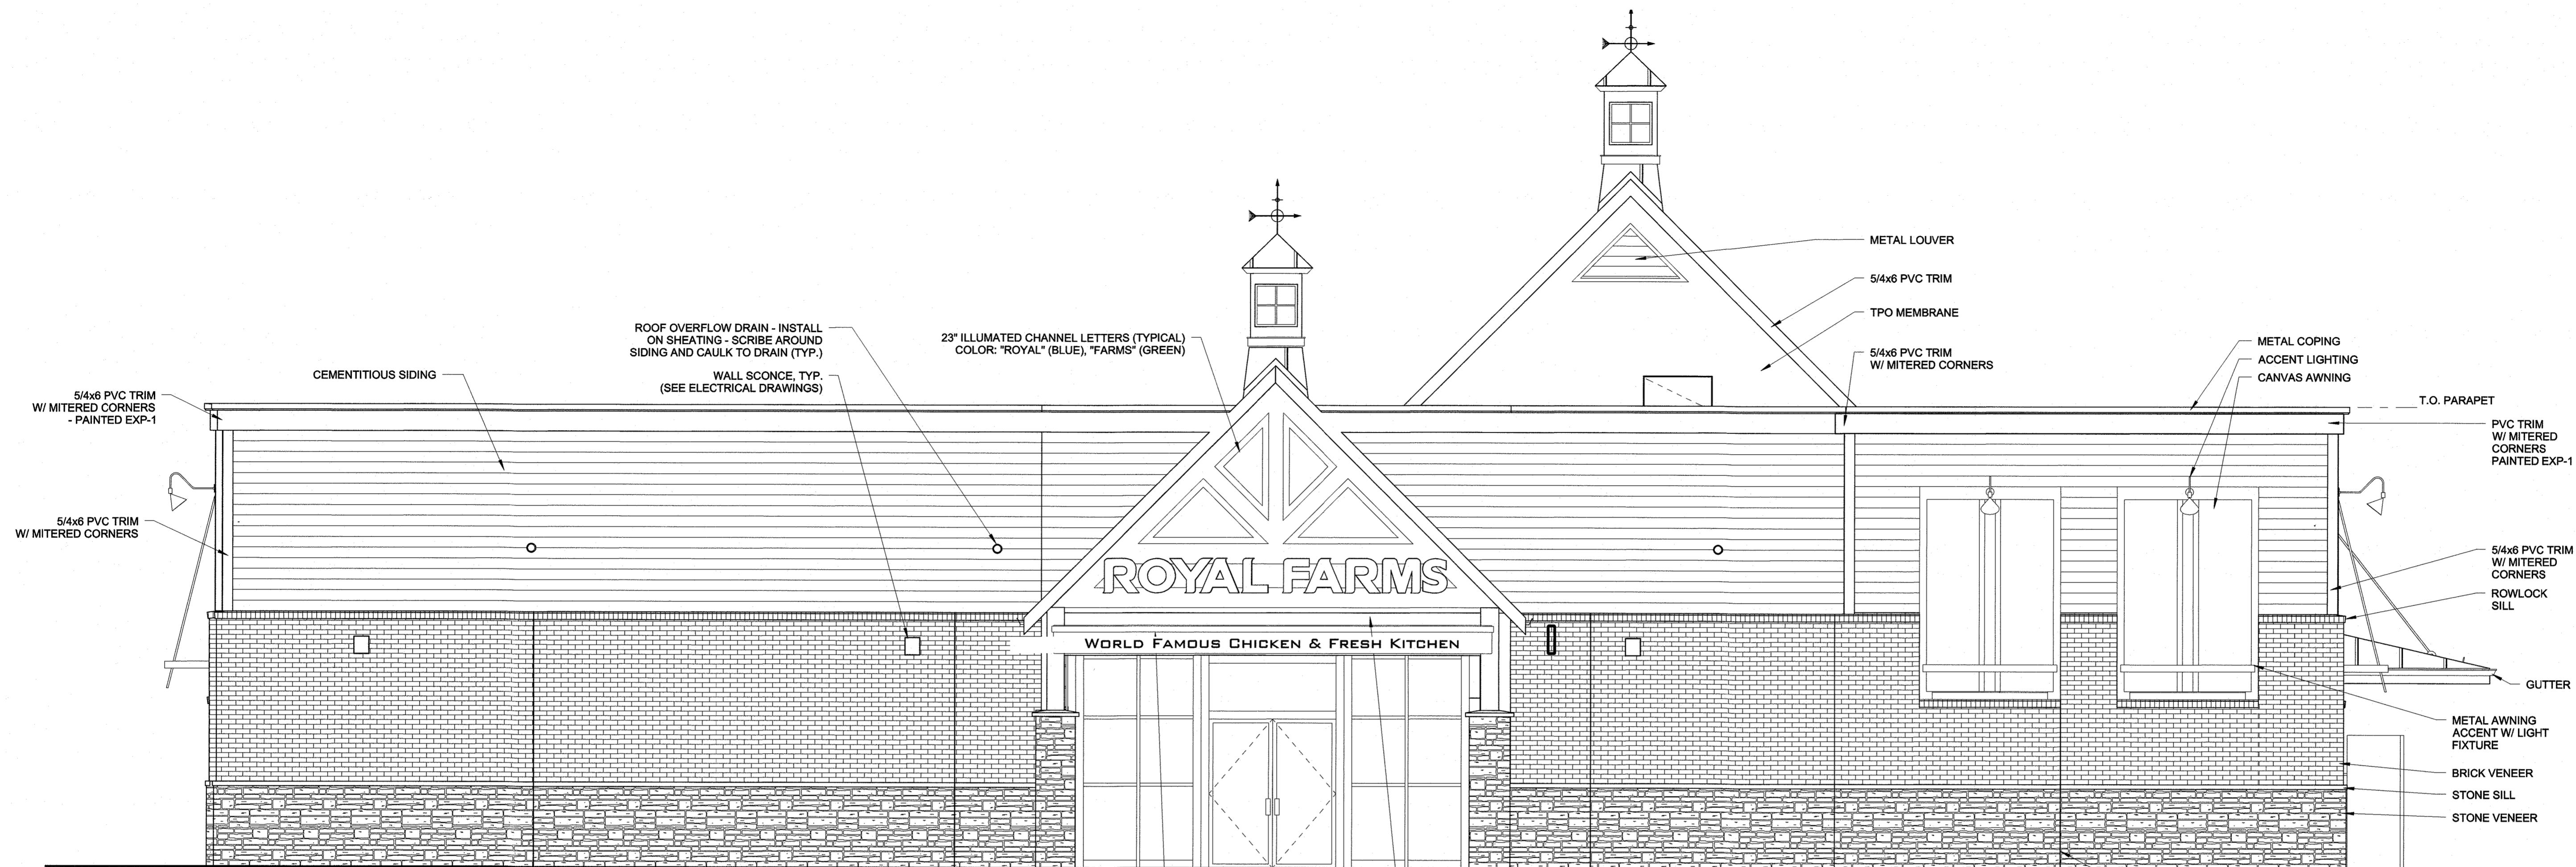 METAL LOUVER
5/4x6 PVC TRIM
TPO MEMBRANE
5/4x6 PVC TRIM
W/ MITERED CORNERS
METAL COPING
ACCENT LIGHTING
CANVAS AWNING
T.O. PARAPET
ROOF OVERFLOW DRAIN - INSTALL
ON SHEATING - SCRIBE AROUND
SIDING AND CAULK TO DRAIN (TYP.)
23" ILLUMATED CHANNEL LETTERS (TYPICAL)
COLOR: "ROYAL" (BLUE), "FARMS" (GREEN)
WALL SCONCE, TYP.
(SEE ELECTRICAL DRAWINGS)
CEMENTITIOUS SIDING
5/4x6 PVC TRIM
W/ MITERED CORNERS
- PAINTED EXP-1
5/4x6 PVC TRIM
W/ MITERED CORNERS
PVC TRIM
W/ MITERED
CORNERS
PAINTED EXP-1
5/4x6 PVC TRIM
W/ MITERED
CORNERS
ROWLOCK
SILL
ROYAL FARMS
WORLD FAMOUS CHICKEN & FRESH KITCHEN
GUTTER
METAL AWNING
ACCENT W/ LIGHT
FIXTURE
BRICK VENEER
STONE SILL
STONE VENEER